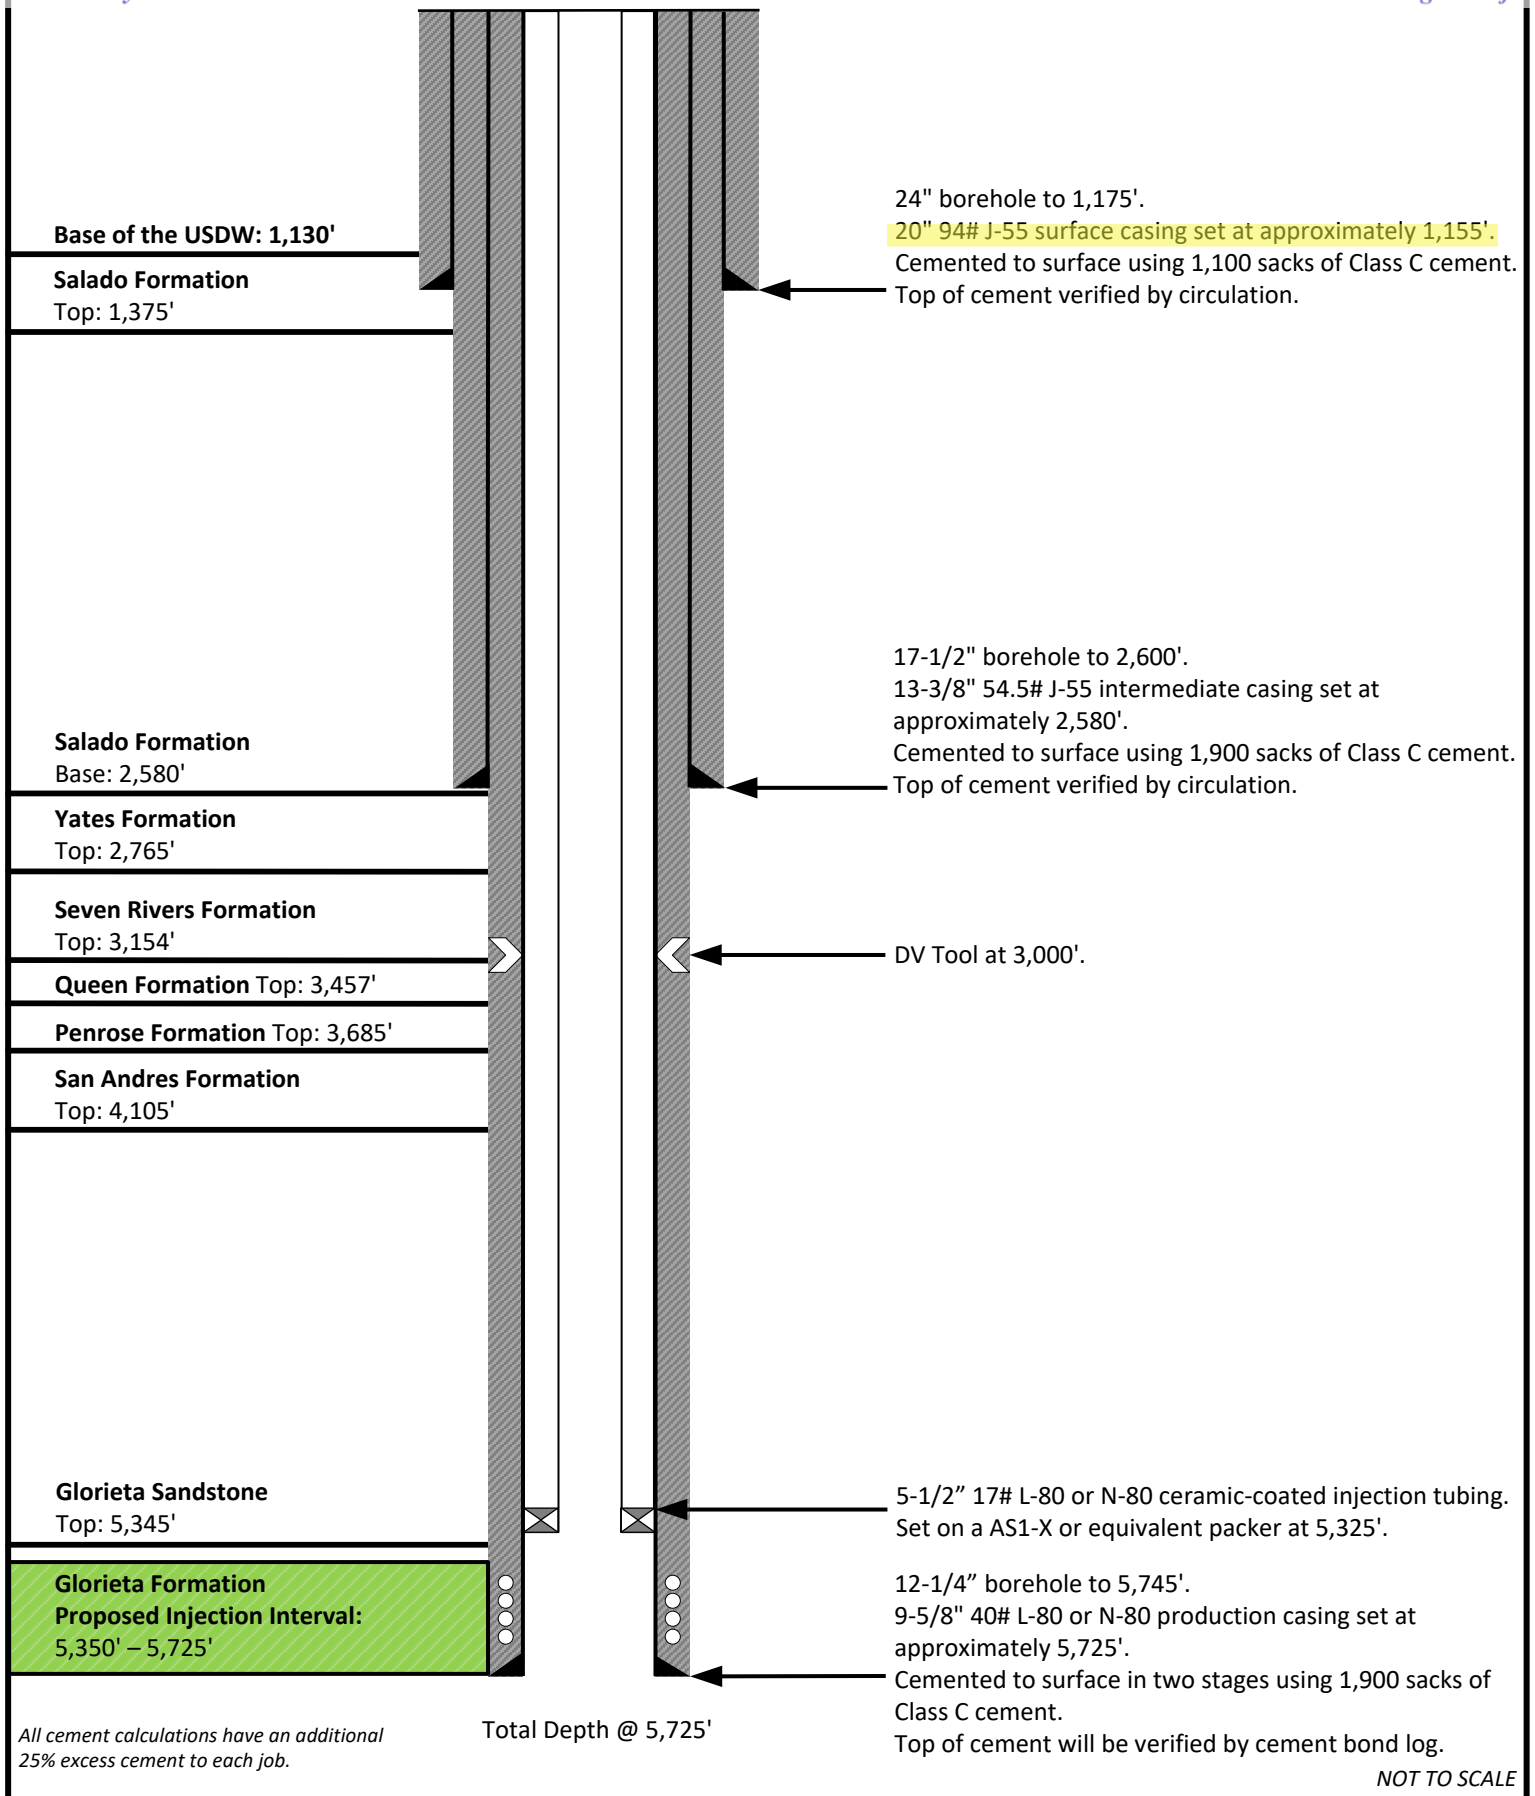 Base of the USDW: 1,130'
Salado Formation
Top: 1,375'
24" borehole to 1,175'.
20" 94# J-55 surface casing set at approximately 1,155'.
Cemented to surface using 1,100 sacks of Class C cement.
Top of cement verified by circulation.
17-1/2" borehole to 2,600'.
13-3/8" 54.5# J-55 intermediate casing set at
approximately 2,580'.
Cemented to surface using 1,900 sacks of Class C cement.
Top of cement verified by circulation.
Salado Formation
Base: 2,580'
Yates Formation
Top: 2,765'
Seven Rivers Formation
Top: 3,154'
DV Tool at 3,000'.
Queen Formation Top: 3,457'
Penrose Formation Top: 3,685'
San Andres Formation
Top: 4,105'
Glorieta Sandstone
Top: 5,345'
5-1/2” 17# L-80 or N-80 ceramic-coated injection tubing.
Set on a AS1-X or equivalent packer at 5,325'.
Glorieta Formation
Proposed Injection Interval:
5,350' – 5,725'
12-1/4” borehole to 5,745'.
9-5/8" 40# L-80 or N-80 production casing set at
approximately 5,725'.
Cemented to surface in two stages using 1,900 sacks of
Class C cement.
Top of cement will be verified by cement bond log.
Total Depth @ 5,725'
All cement calculations have an additional
25% excess cement to each job.
NOT TO SCALE